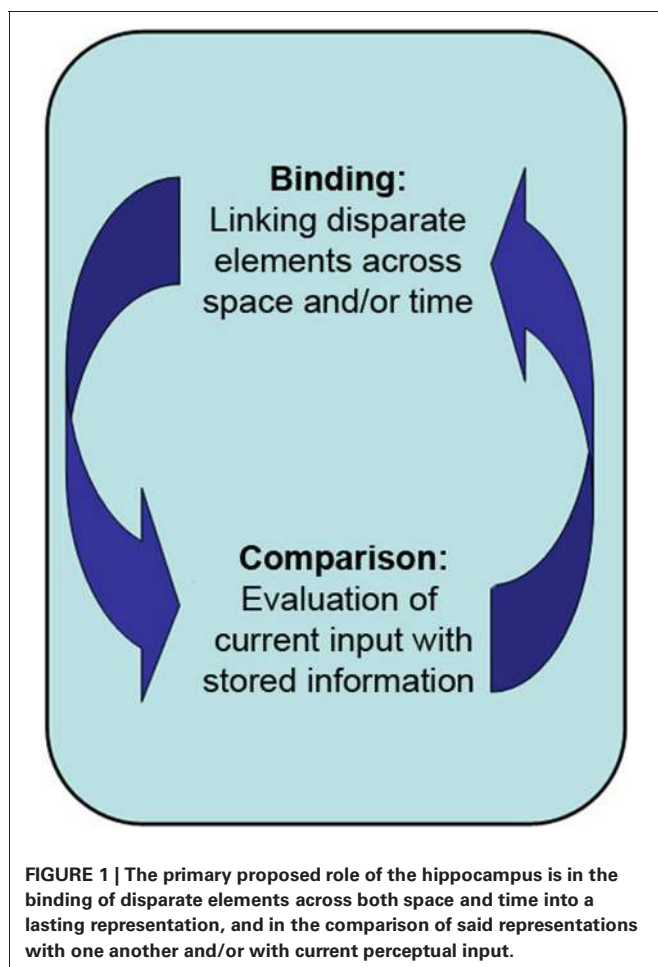 Binding:
Linking disparate
elements across
space and/or time
Comparison:
Evaluation of
current input with
stored information
FIGURE 1 | The primary proposed role of the hippocampus is in the
binding of disparate elements across both space and time into a
lasting representation, and in the comparison of said representations
with one another and/or with current perceptual input.